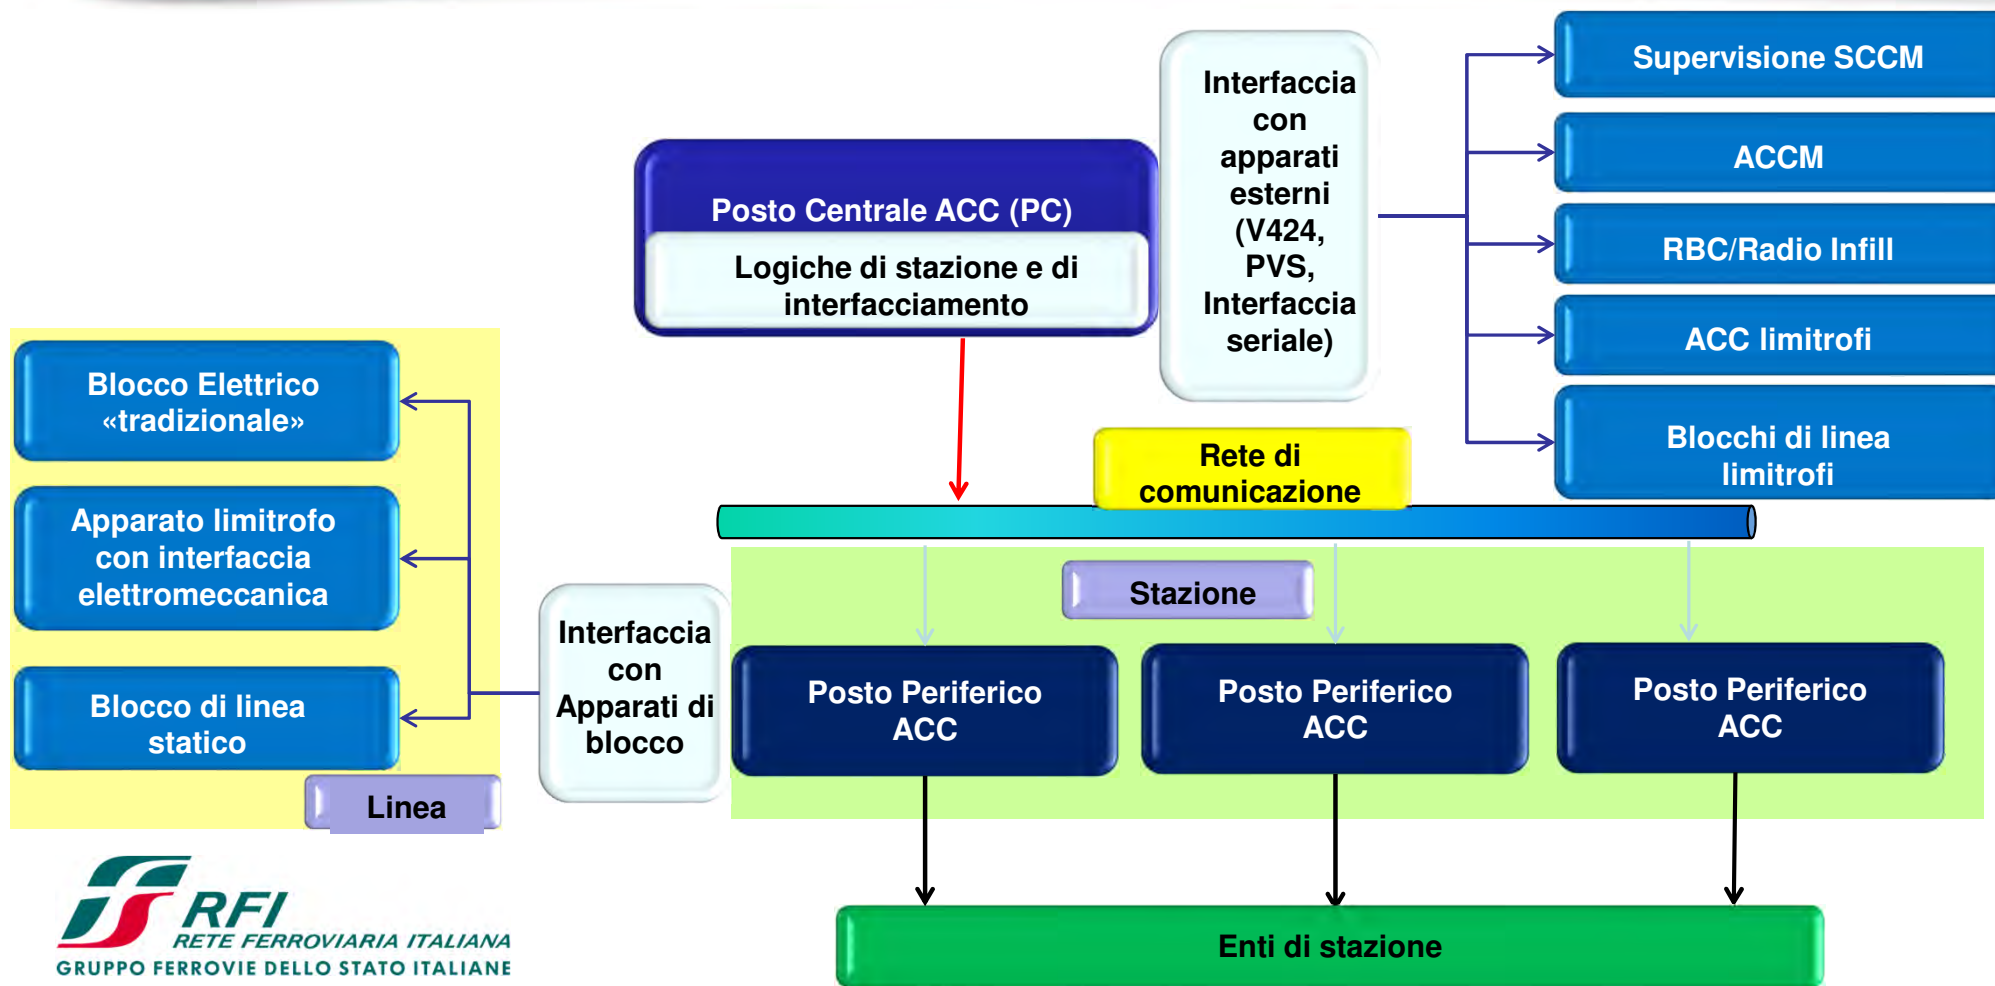 Supervisione SCCM
Interfaccia
con
apparati
esterni
(V424,
PVS,
Interfaccia
seriale)
ACCM
Posto Centrale ACC (PC)
Logiche di stazione e di
interfacciamento
RBC/Radio Infill
ACC limitrofi
Blocchi di linea
limitrofi
Blocco Elettrico
«tradizionale»
Rete di
comunicazione
Apparato limitrofo
con interfaccia
elettromeccanica
Stazione
Interfaccia
con
Apparati di
blocco
Posto Periferico
ACC
Posto Periferico
ACC
Posto Periferico
ACC
Blocco di linea
statico
Linea
RFI
RETE FERROVIARIA ITALIANA
GRUPPO FERROVIE DELLO STATO ITALIANE
Enti di stazione